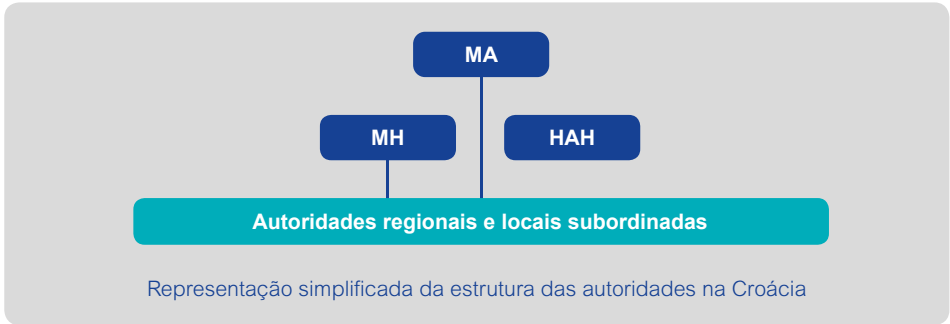 MA
MH
HAH
Autoridades regionais e locais subordinadas
Representação simplificada da estrutura das autoridades na Croácia